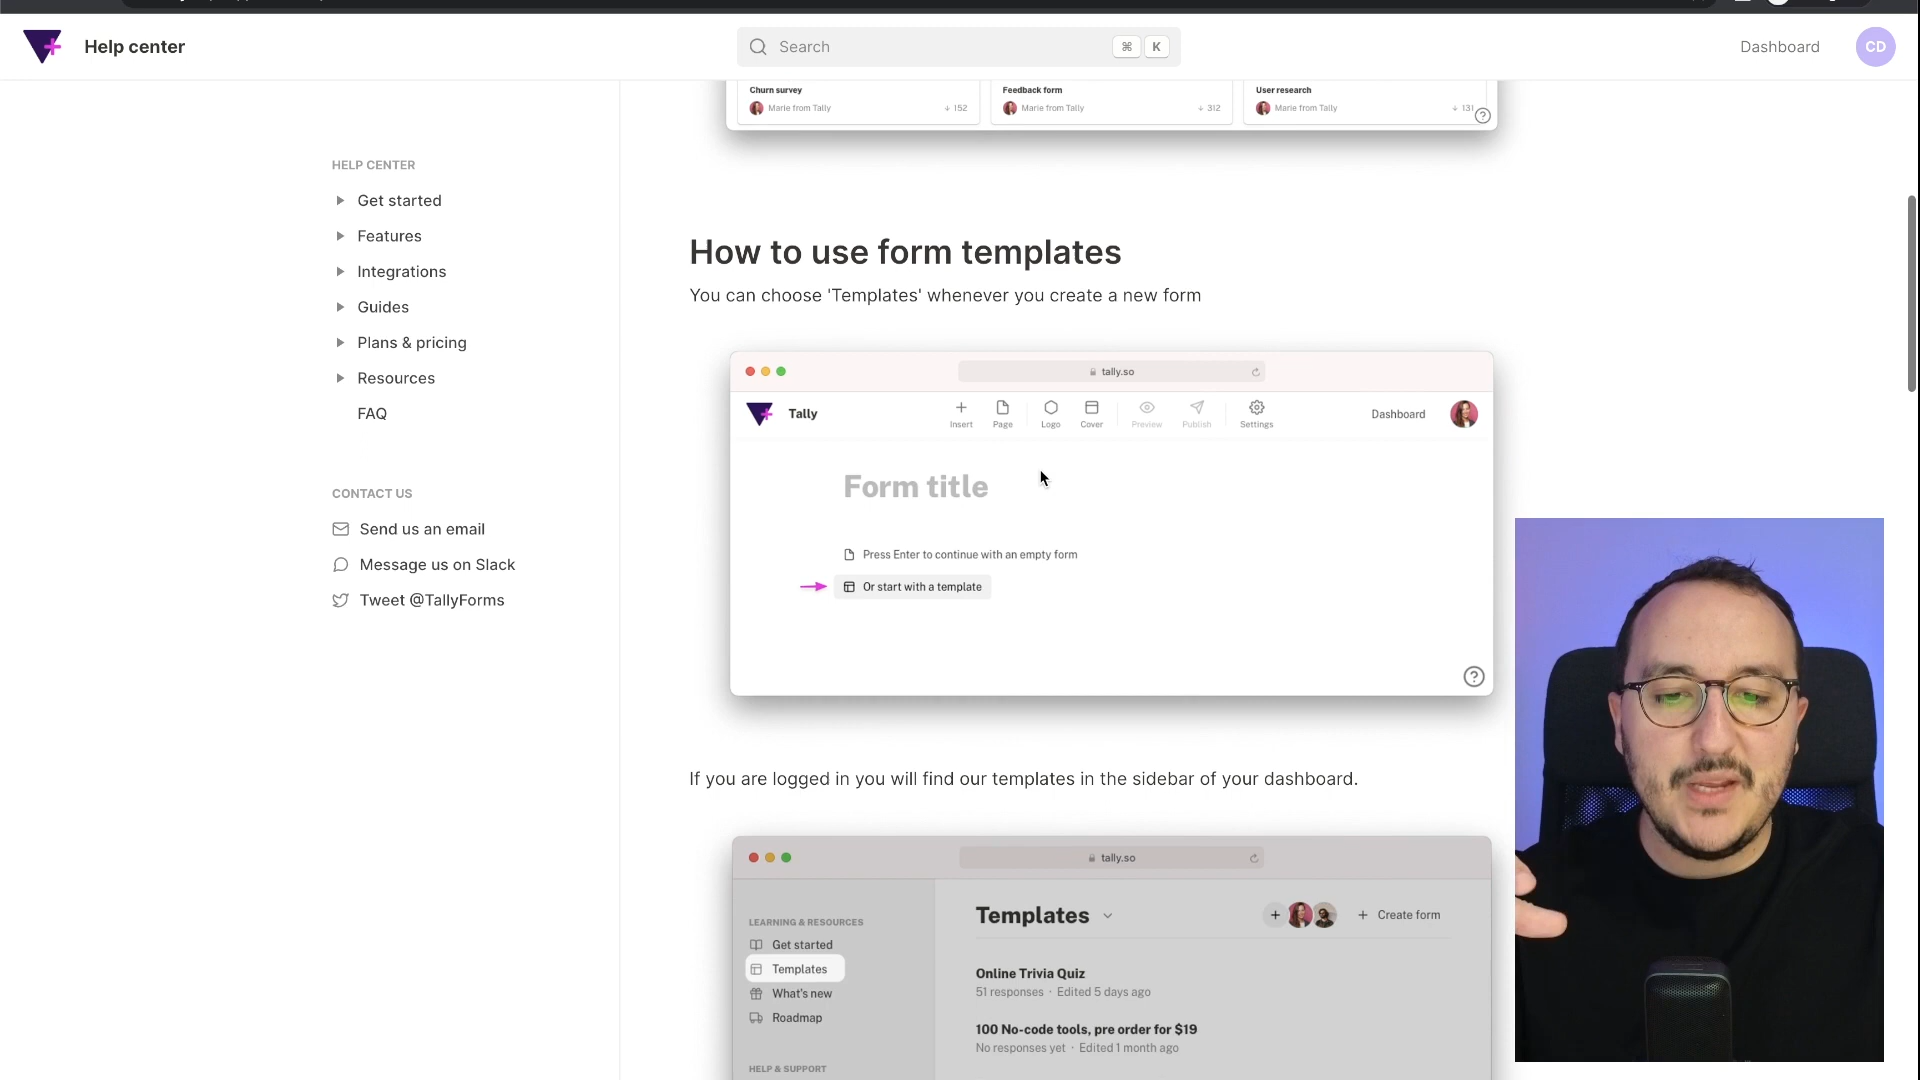 Help center
Search
⌘ K
Dashboard
CD
Churn survey
Marie from Tally
↓ 152
Feedback form
Marie from Tally
↓ 312
User research
Marie from Tally
↓ 131
HELP CENTER
Get started
Features
Integrations
Guides
Plans & pricing
Resources
FAQ
CONTACT US
Send us an email
Message us on Slack
Tweet @TallyForms
How to use form templates
You can choose 'Templates' whenever you create a new form
tally.so
Tally
Insert
Page
Logo
Cover
Preview
Publish
Settings
Dashboard
Form title
Press Enter to continue with an empty form
Or start with a template
If you are logged in you will find our templates in the sidebar of your dashboard.
tally.so
LEARNING & RESOURCES
Get started
Templates
What's new
Roadmap
HELP & SUPPORT
Templates
+ Create form
Online Trivia Quiz
51 responses · Edited 5 days ago
100 No-code tools, pre order for $19
No responses yet · Edited 1 month ago